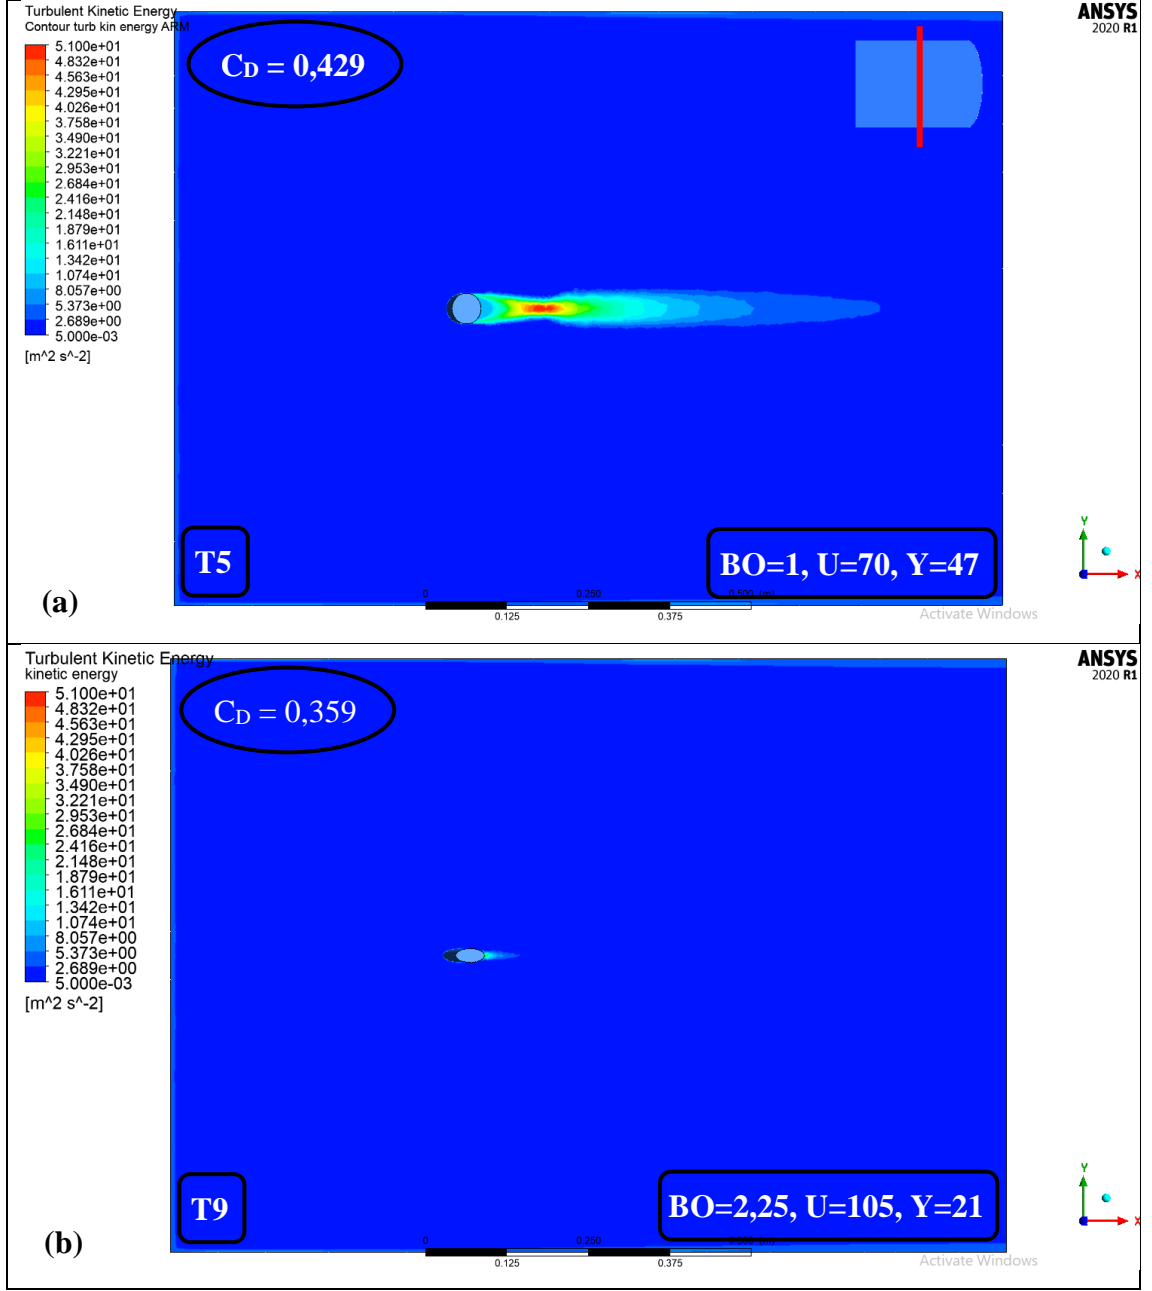 Turbulent Kinetic Energy
Contour turb kin energy ARM
5.100e+01
4.832e+01
4.563e+01
4.295e+01
4.026e+01
3.758e+01
3.490e+01
3.221e+01
2.953e+01
2.684e+01
2.416e+01
2.148e+01
1.879e+01
1.611e+01
1.342e+01
1.074e+01
8.057e+00
5.373e+00
2.689e+00
5.000e-03
[m^2 s^-2]
C_D = 0,429
ANSYS
2020 R1
T5
BO=1, U=70, Y=47
(a)
0 0.250 0.500 (m)
0.125 0.375
Y
X
Activate Windows
Turbulent Kinetic Energy
kinetic energy
5.100e+01
4.832e+01
4.563e+01
4.295e+01
4.026e+01
3.758e+01
3.490e+01
3.221e+01
2.953e+01
2.684e+01
2.416e+01
2.148e+01
1.879e+01
1.611e+01
1.342e+01
1.074e+01
8.057e+00
5.373e+00
2.689e+00
5.000e-03
[m^2 s^-2]
C_D = 0,359
ANSYS
2020 R1
T9
BO=2,25, U=105, Y=21
(b)
0 0.250 0.500 (m)
0.125 0.375
Y
X
Activate Windows